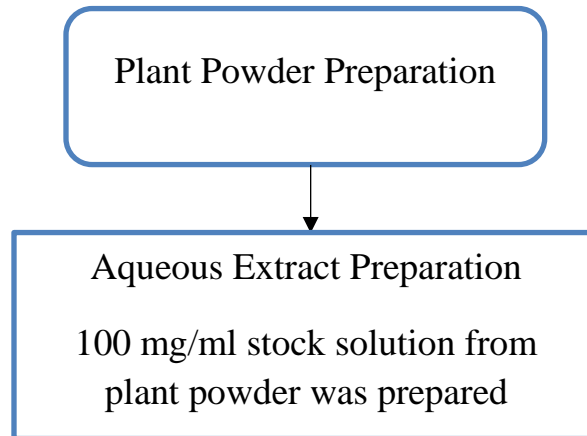 Plant Powder Preparation
Aqueous Extract Preparation
100 mg/ml stock solution from
plant powder was prepared